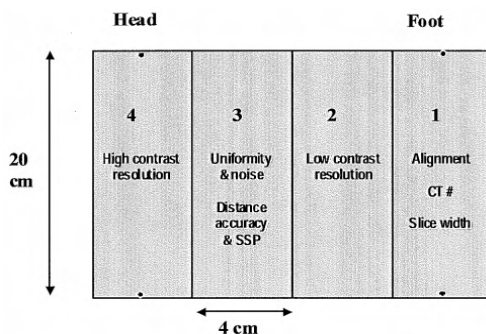 Head
Foot
20
cm
4
High contrast
resolution
3
Uniformity
& noise
Distance
accuracy
& SSP
2
Low contrast
resolution
1
Alignment
CT #
Slice width
4 cm